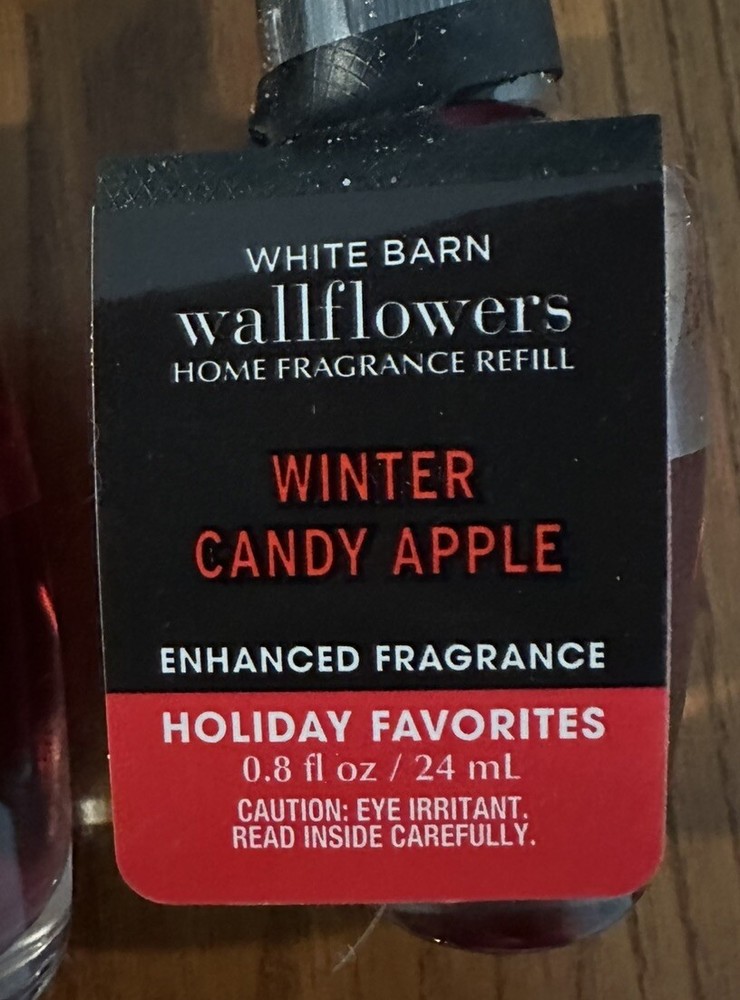 WHITE BARN
wallflowers
HOME FRAGRANCE REFILL
WINTER
CANDY APPLE
ENHANCED FRAGRANCE
HOLIDAY FAVORITES
0.8 fl oz / 24 mL
CAUTION: EYE IRRITANT.
READ INSIDE CAREFULLY.